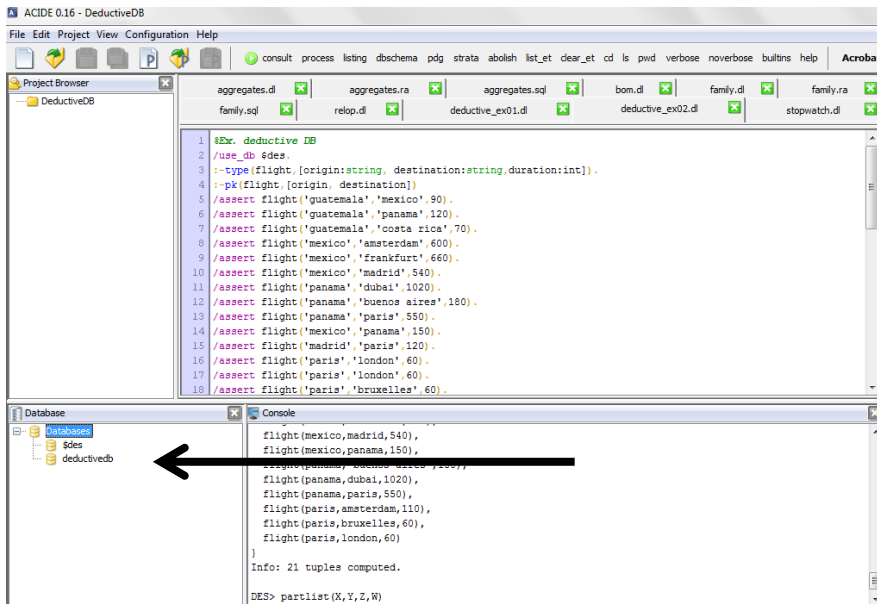 ACIDE 0.16 - DeductiveDB
File Edit Project View Configuration Help
consult process listing dbschema pdg strata abolish list_et clear_et cd ls pwd verbose noverbose builtins help Acroba
Project Browser
DeductiveDB
aggregates.dl aggregates.ra aggregates.sql bom.dl family.dl family.ra
family.sql relop.dl deductive_ex01.dl deductive_ex02.dl stopwatch.dl
1 %Ex. deductive DB
2 /use_db $des.
3 :-type(flight,[origin:string, destination:string,duration:int]).
4 :-pk(flight,[origin, destination])
5 /assert flight('guatemala','mexico',90).
6 /assert flight('guatemala','panama',120).
7 /assert flight('guatemala','costa rica',70).
8 /assert flight('mexico','amsterdam',600).
9 /assert flight('mexico','frankfurt',660).
10 /assert flight('mexico','madrid',540).
11 /assert flight('panama','dubai',1020).
12 /assert flight('panama','buenos aires',180).
13 /assert flight('panama','paris',550).
14 /assert flight('mexico','panama',150).
15 /assert flight('madrid','paris',120).
16 /assert flight('paris','london',60).
17 /assert flight('paris','london',60).
18 /assert flight('paris','bruxelles',60).
Database
Databases
$des
deductivedb
Console
flight(mexico,madrid,540),
flight(mexico,panama,150),
flight(panama,'buenos aires',180),
flight(panama,dubai,1020),
flight(panama,paris,550),
flight(paris,amsterdam,110),
flight(paris,bruxelles,60),
flight(paris,london,60)
}
Info: 21 tuples computed.
DES> partlist(X,Y,Z,W)